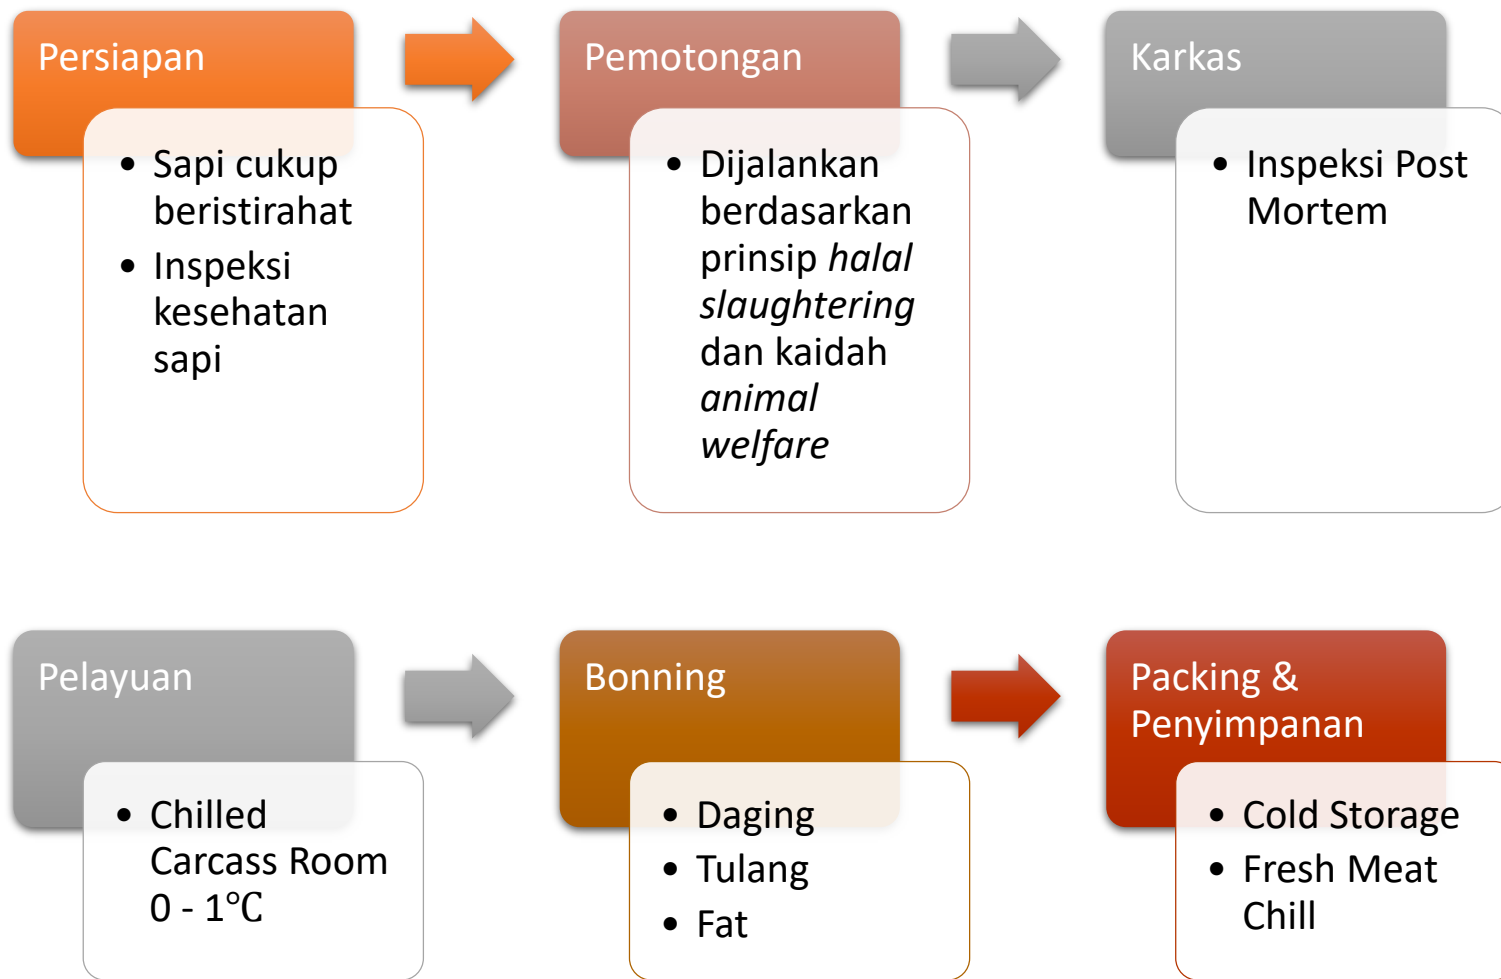 Persiapan
• Sapi cukup
beristirahat
• Inspeksi
kesehatan
sapi
Pemotongan
• Dijalankan
berdasarkan
prinsip halal
slaughtering
dan kaidah
animal
welfare
Karkas
• Inspeksi Post
Mortem
Pelayuan
• Chilled
Carcass Room
0 - 1℃
Bonning
• Daging
• Tulang
• Fat
Packing &
Penyimpanan
• Cold Storage
• Fresh Meat
Chill